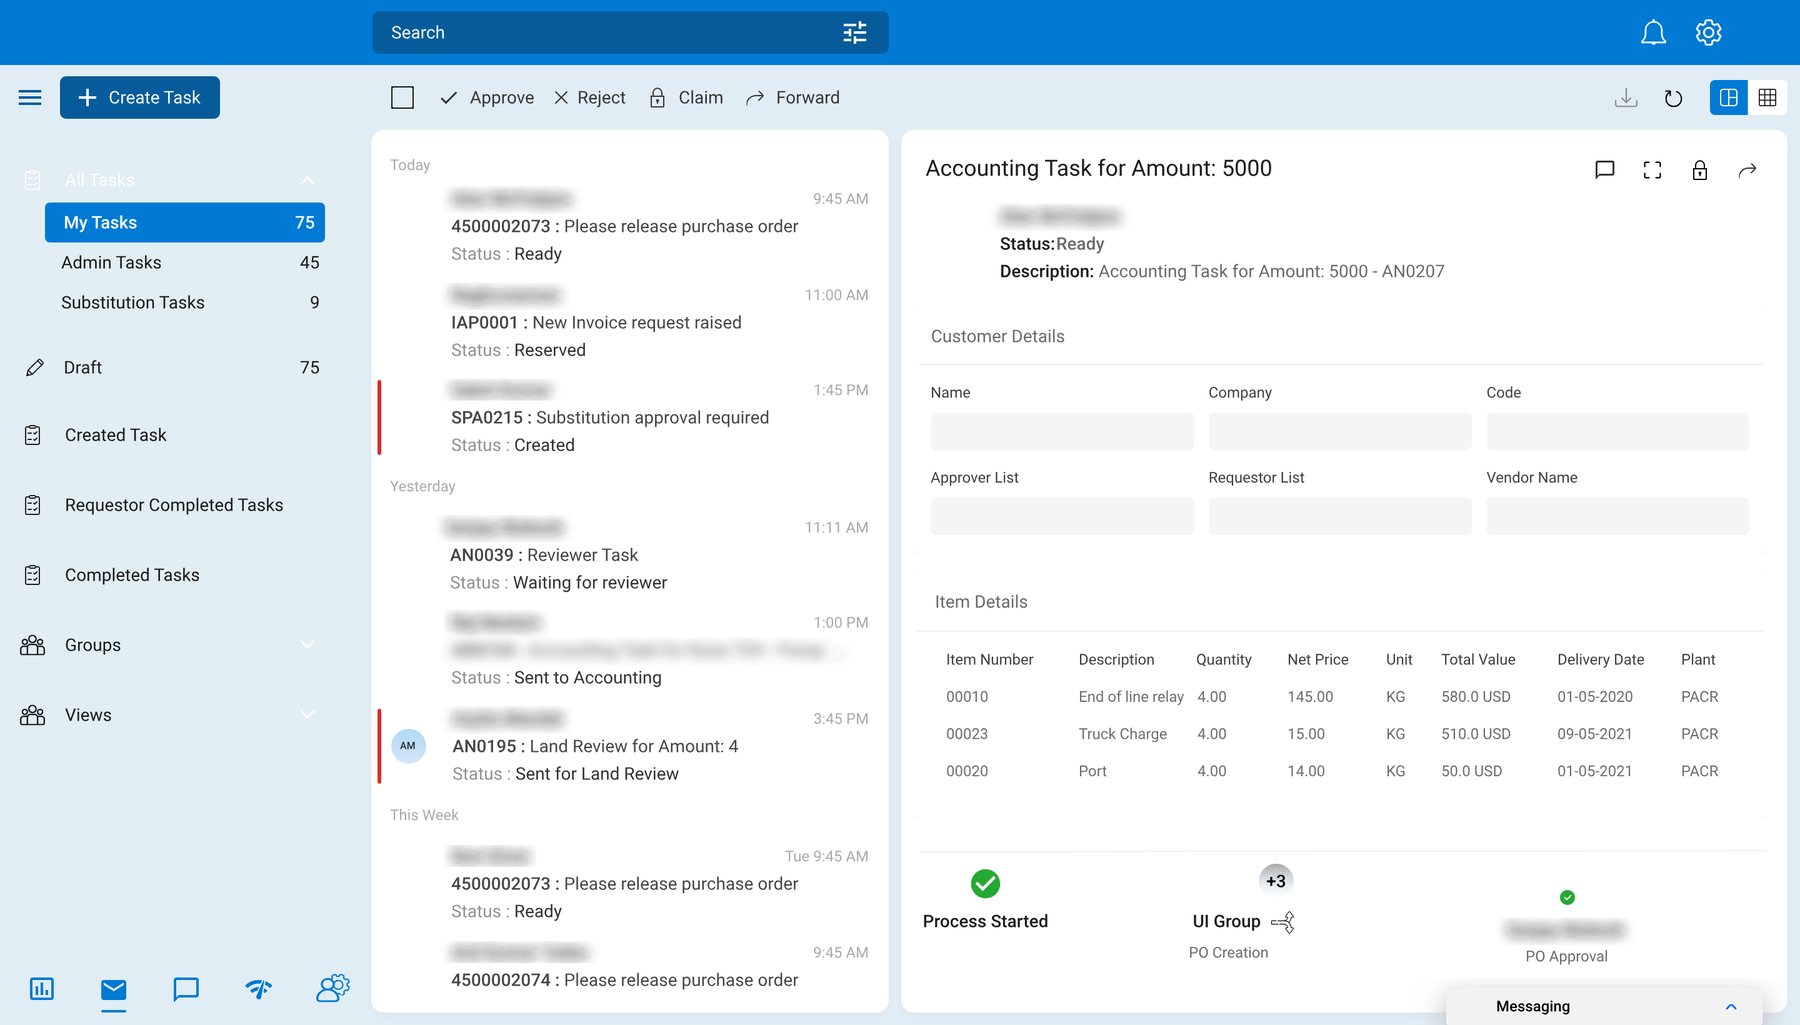 Search
Create Task
Approve Reject Claim Forward
All Tasks
My Tasks 75
Admin Tasks 45
Substitution Tasks 9
Draft 75
Created Task
Requestor Completed Tasks
Completed Tasks
Groups
Views
Today
9:45 AM
4500002073 : Please release purchase order
Status : Ready
11:00 AM
IAP0001 : New Invoice request raised
Status : Reserved
1:45 PM
SPA0215 : Substitution approval required
Status : Created
Yesterday
11:11 AM
AN0039 : Reviewer Task
Status : Waiting for reviewer
1:00 PM
Status : Sent to Accounting
3:45 PM
AM
AN0195 : Land Review for Amount: 4
Status : Sent for Land Review
This Week
Tue 9:45 AM
4500002073 : Please release purchase order
Status : Ready
9:45 AM
4500002074 : Please release purchase order
Accounting Task for Amount: 5000
Status:Ready
Description: Accounting Task for Amount: 5000 - AN0207
Customer Details
Name Company Code
Approver List Requestor List Vendor Name
Item Details
Item Number Description Quantity Net Price Unit Total Value Delivery Date Plant
00010 End of line relay 4.00 145.00 KG 580.0 USD 01-05-2020 PACR
00023 Truck Charge 4.00 15.00 KG 510.0 USD 09-05-2021 PACR
00020 Port 4.00 14.00 KG 50.0 USD 01-05-2021 PACR
+3
Process Started UI Group
PO Creation PO Approval
Messaging